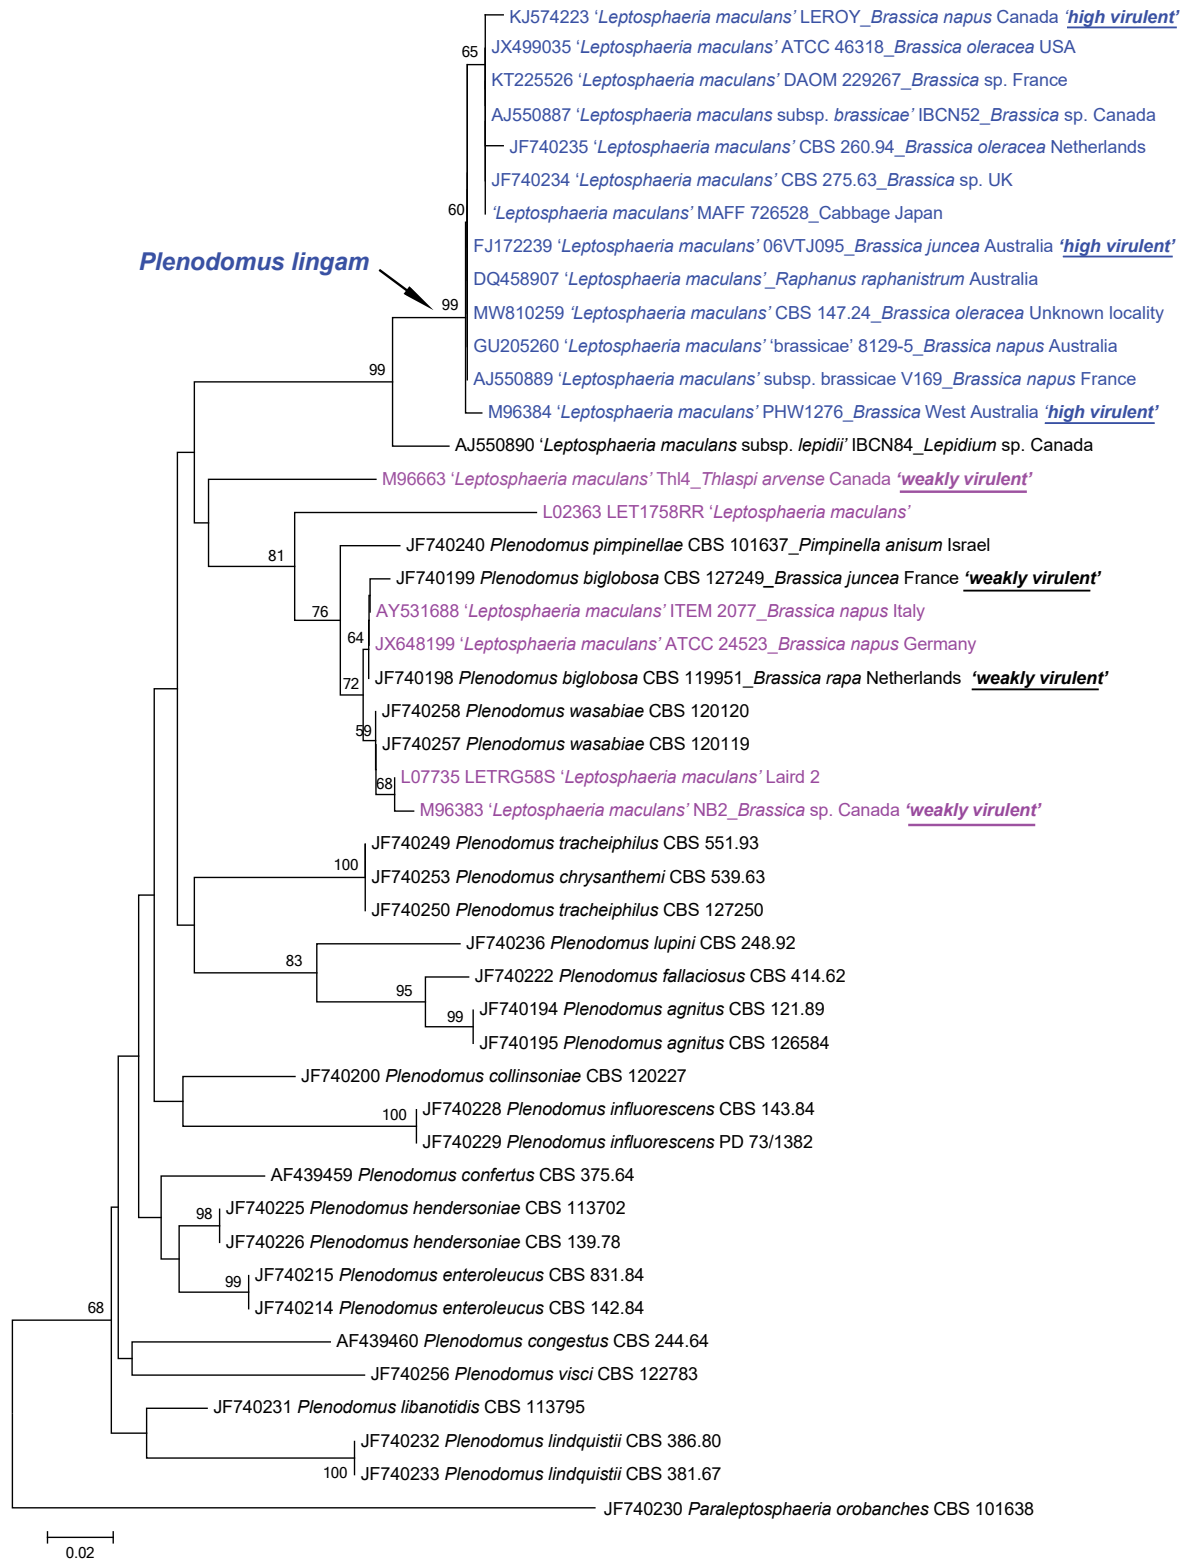 KJ574223 ‘Leptosphaeria maculans’ LEROY_Brassica napus Canada ‘high virulent’
65
JX499035 ‘Leptosphaeria maculans’ ATCC 46318_Brassica oleracea USA
KT225526 ‘Leptosphaeria maculans’ DAOM 229267_Brassica sp. France
AJ550887 ‘Leptosphaeria maculans subsp. brassicae’ IBCN52_Brassica sp. Canada
JF740235 ‘Leptosphaeria maculans’ CBS 260.94_Brassica oleracea Netherlands
JF740234 ‘Leptosphaeria maculans’ CBS 275.63_Brassica sp. UK
60
‘Leptosphaeria maculans’ MAFF 726528_Cabbage Japan
FJ172239 ‘Leptosphaeria maculans’ 06VTJ095_Brassica juncea Australia ‘high virulent’
Plenodomus lingam
DQ458907 ‘Leptosphaeria maculans’_Raphanus raphanistrum Australia
99
MW810259 ‘Leptosphaeria maculans’ CBS 147.24_Brassica oleracea Unknown locality
GU205260 ‘Leptosphaeria maculans’ ‘brassicae’ 8129-5_Brassica napus Australia
99
AJ550889 ‘Leptosphaeria maculans’ subsp. brassicae V169_Brassica napus France
M96384 ‘Leptosphaeria maculans’ PHW1276_Brassica West Australia ‘high virulent’
AJ550890 ‘Leptosphaeria maculans subsp. lepidii’ IBCN84_Lepidium sp. Canada
M96663 ‘Leptosphaeria maculans’ Thl4_Thlaspi arvense Canada ‘weakly virulent’
L02363 LET1758RR ‘Leptosphaeria maculans’
81
JF740240 Plenodomus pimpinellae CBS 101637_Pimpinella anisum Israel
JF740199 Plenodomus biglobosa CBS 127249_Brassica juncea France ‘weakly virulent’
76
AY531688 ‘Leptosphaeria maculans’ ITEM 2077_Brassica napus Italy
64
JX648199 ‘Leptosphaeria maculans’ ATCC 24523_Brassica napus Germany
72
JF740198 Plenodomus biglobosa CBS 119951_Brassica rapa Netherlands ‘weakly virulent’
JF740258 Plenodomus wasabiae CBS 120120
59
JF740257 Plenodomus wasabiae CBS 120119
68
L07735 LETRG58S ‘Leptosphaeria maculans’ Laird 2
M96383 ‘Leptosphaeria maculans’ NB2_Brassica sp. Canada ‘weakly virulent’
JF740249 Plenodomus tracheiphilus CBS 551.93
100
JF740253 Plenodomus chrysanthemi CBS 539.63
JF740250 Plenodomus tracheiphilus CBS 127250
JF740236 Plenodomus lupini CBS 248.92
83
JF740222 Plenodomus fallaciosus CBS 414.62
95
JF740194 Plenodomus agnitus CBS 121.89
99
JF740195 Plenodomus agnitus CBS 126584
JF740200 Plenodomus collinsoniae CBS 120227
JF740228 Plenodomus influorescens CBS 143.84
100
JF740229 Plenodomus influorescens PD 73/1382
AF439459 Plenodomus confertus CBS 375.64
JF740225 Plenodomus hendersoniae CBS 113702
98
JF740226 Plenodomus hendersoniae CBS 139.78
JF740215 Plenodomus enteroleucus CBS 831.84
99
JF740214 Plenodomus enteroleucus CBS 142.84
68
AF439460 Plenodomus congestus CBS 244.64
JF740256 Plenodomus visci CBS 122783
JF740231 Plenodomus libanotidis CBS 113795
JF740232 Plenodomus lindquistii CBS 386.80
100
JF740233 Plenodomus lindquistii CBS 381.67
JF740230 Paraleptosphaeria orobanches CBS 101638
0.02